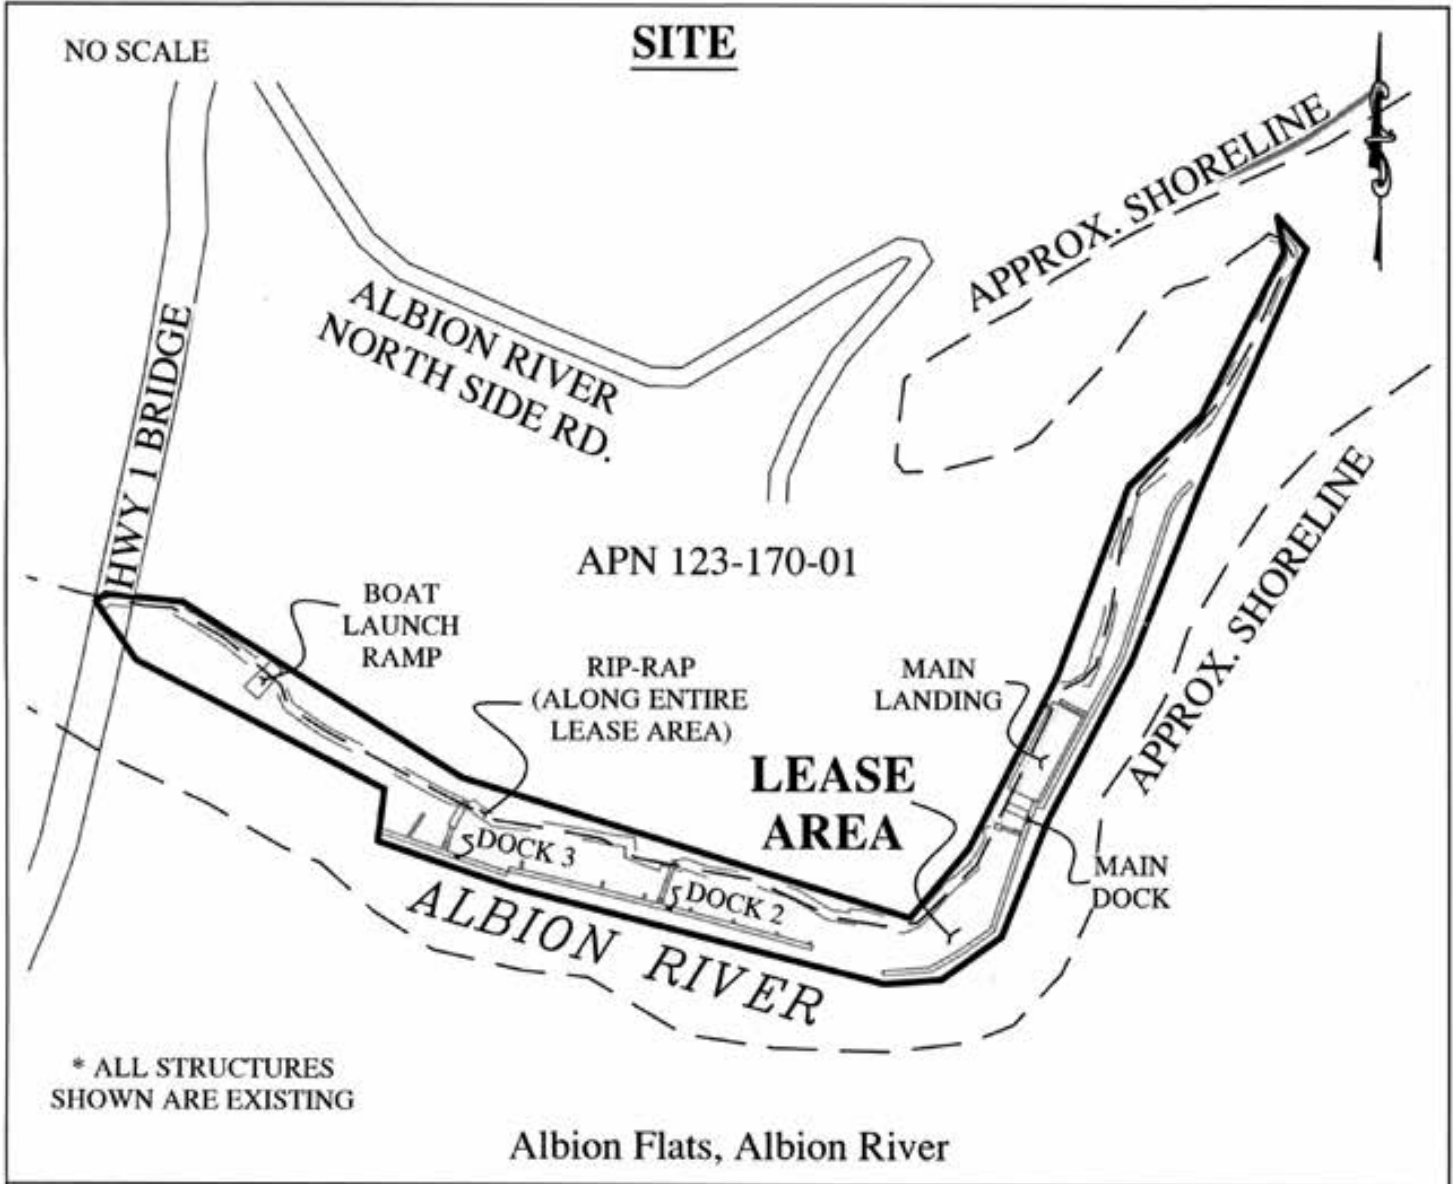 SITE
NO SCALE
APPROX. SHORELINE
ALBION RIVER
NORTH SIDE RD.
HWY 1 BRIDGE
APN 123-170-01
BOAT
LAUNCH
RAMP
RIP-RAP
(ALONG ENTIRE
LEASE AREA)
MAIN
LANDING
APPROX. SHORELINE
LEASE
AREA
DOCK 3
DOCK 2
MAIN
DOCK
ALBION RIVER
* ALL STRUCTURES
SHOWN ARE EXISTING
Albion Flats, Albion River